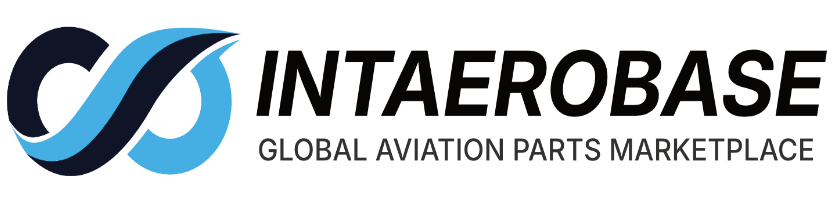 INTAEROBASE
GLOBAL AVIATION PARTS MARKETPLACE